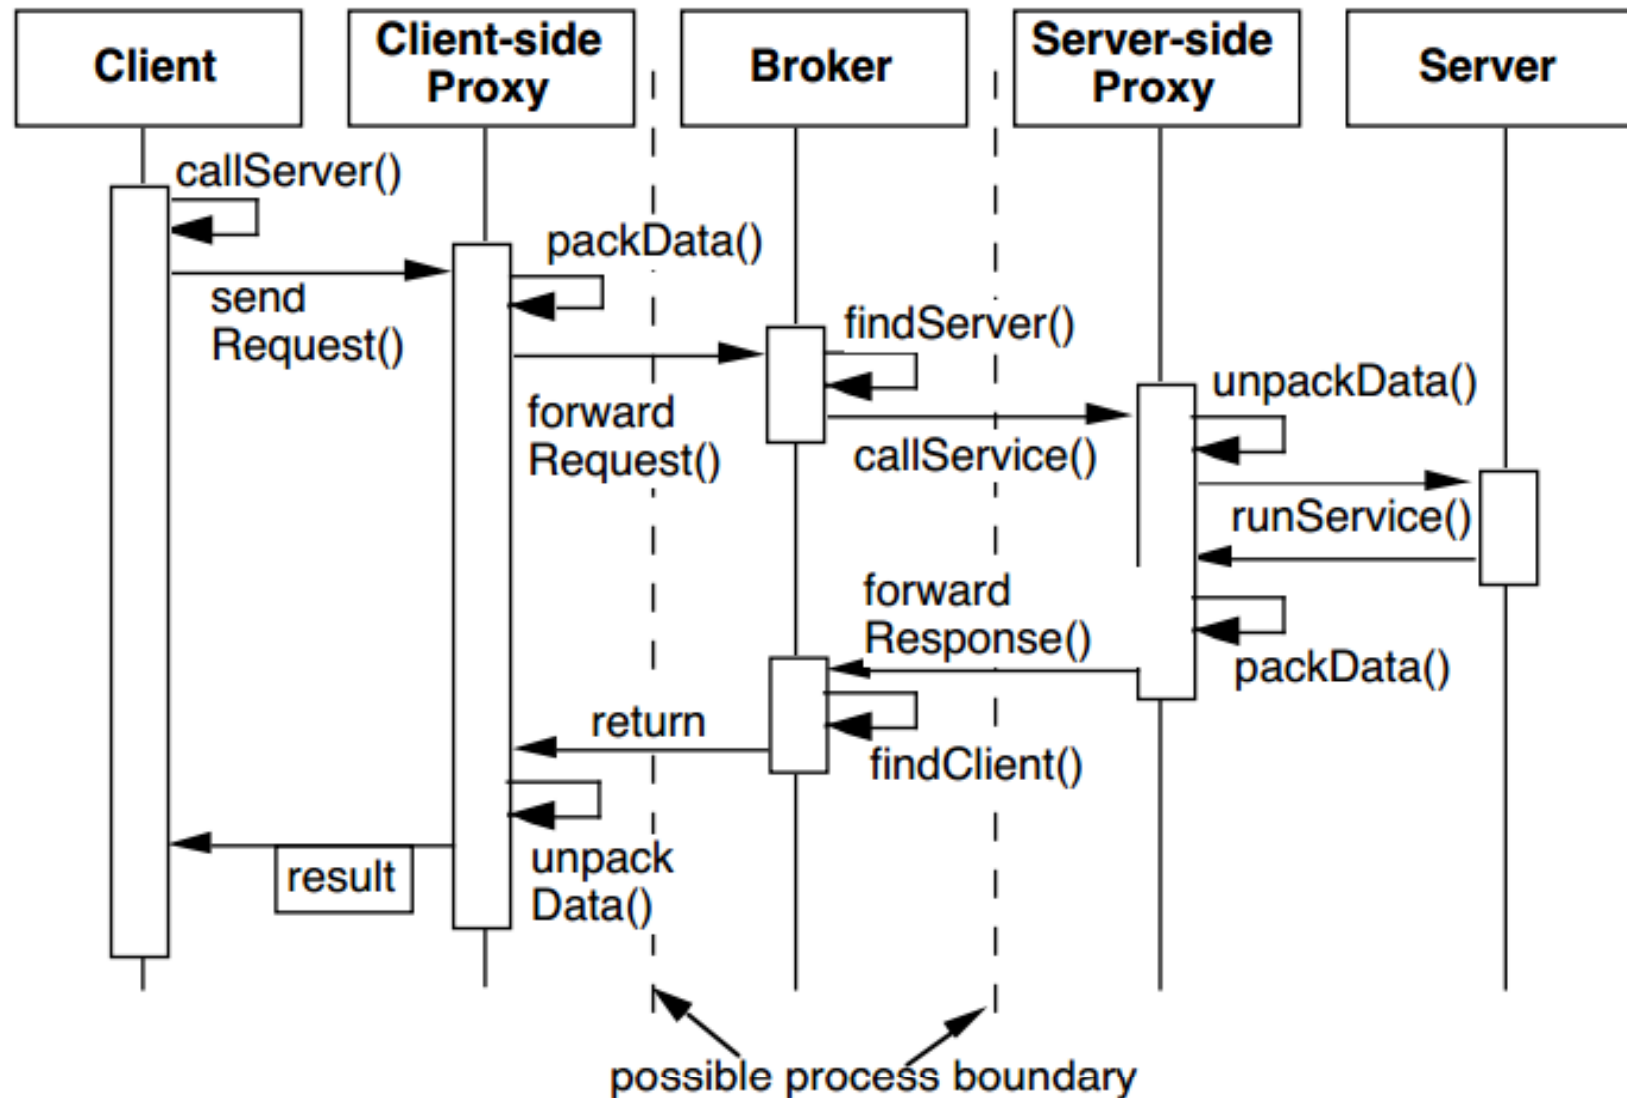 Client
Client-side
Proxy
Broker
Server-side
Proxy
Server
callServer()
send
Request()
packData()
forward
Request()
findServer()
callService()
unpackData()
runService()
packData()
forward
Response()
findClient()
return
unpack
Data()
result
possible process boundary